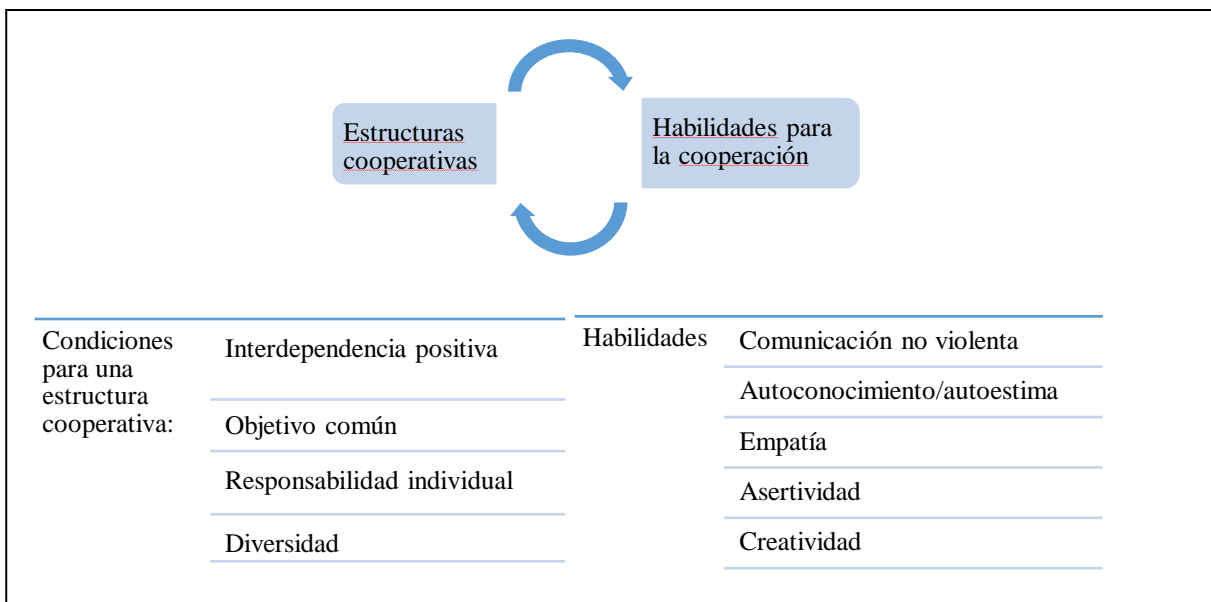 Estructuras
cooperativas
Habilidades para
la cooperación
Condiciones
para una
estructura
cooperativa:
Interdependencia positiva
Objetivo común
Responsabilidad individual
Diversidad
Habilidades
Comunicación no violenta
Autoconocimiento/autoestima
Empatía
Asertividad
Creatividad